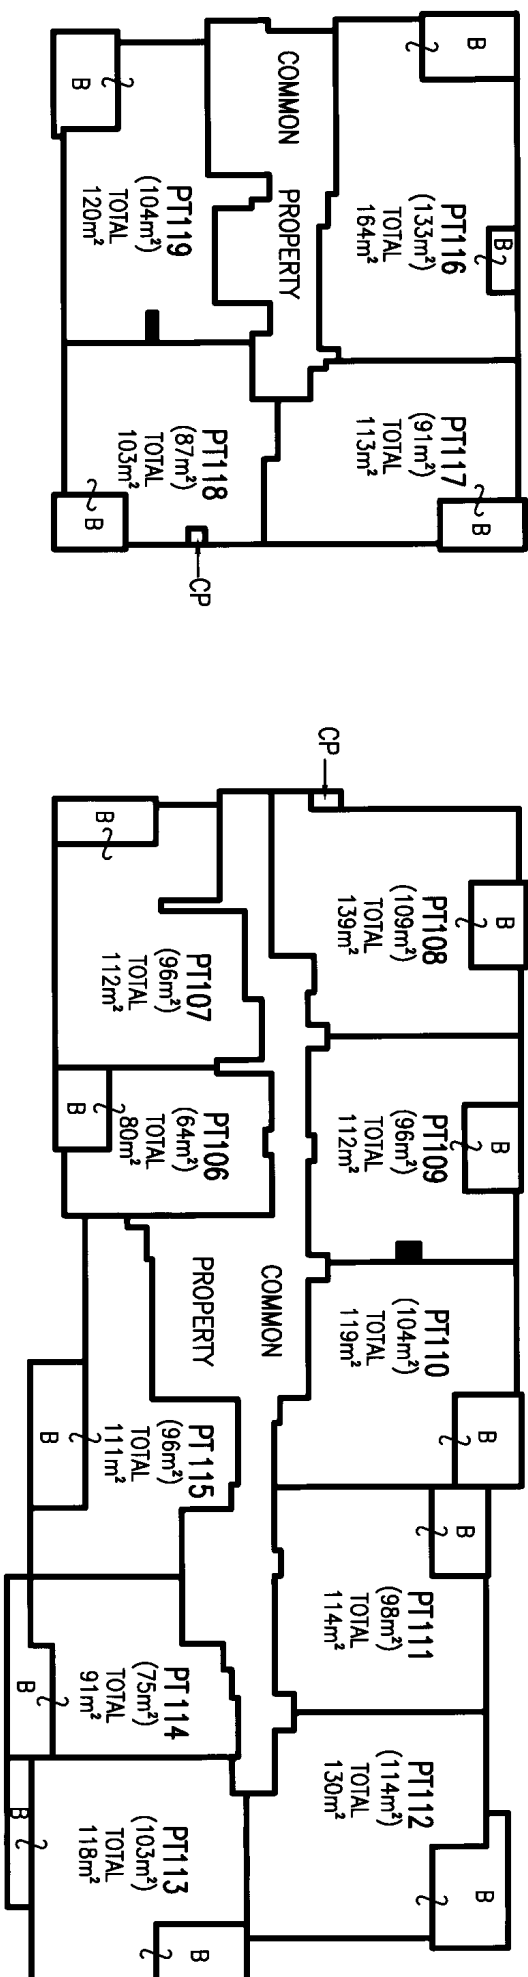 B
B
PT116
(133m²)
TOTAL
164m²
COMMON
PROPERTY
PT119
(104m²)
TOTAL
120m²
B
PT117
(91m²)
TOTAL
113m²
B
PT118
(87m²)
TOTAL
103m²
B
CP
CP
PT108
(109m²)
TOTAL
139m²
B
PT107
(96m²)
TOTAL
112m²
B
PT109
(96m²)
TOTAL
112m²
B
PT106
(64m²)
TOTAL
80m²
B
COMMON
PROPERTY
PT110
(104m²)
TOTAL
119m²
B
PT115
(96m²)
TOTAL
111m²
B
PT111
(98m²)
TOTAL
114m²
B
PT114
(75m²)
TOTAL
91m²
B
PT112
(114m²)
TOTAL
130m²
B
PT113
(103m²)
TOTAL
118m²
B
B